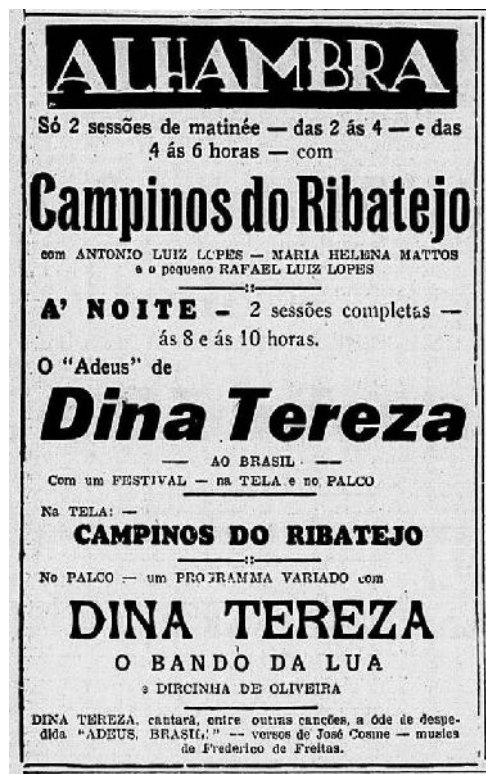 ALHAMBRA
Só 2 sessões de matinée — das 2 ás 4 — e das
4 ás 6 horas — com
Campinos do Ribatejo
com ANTONIO LUIZ LOPES — MARIA HELENA MATTOS
e o pequeno RAFAEL LUIZ LOPES
A' NOITE — 2 sessões completas —
ás 8 e ás 10 horas.
O "Adeus" de
Dina Tereza
— AO BRASIL —
Com um FESTIVAL — na TELA e no PALCO
Na TELA: —
CAMPINOS DO RIBATEJO
No PALCO — um PROGRAMMA VARIADO com
DINA TEREZA
O BANDO DA LUA
e DIRCINHA DE OLIVEIRA
DINA TEREZA, cantará, entre outras canções, a óde de despe-
dida "ADEUS, BRASIL!" — versos de José Cosme — musica
de Frederico de Freitas.